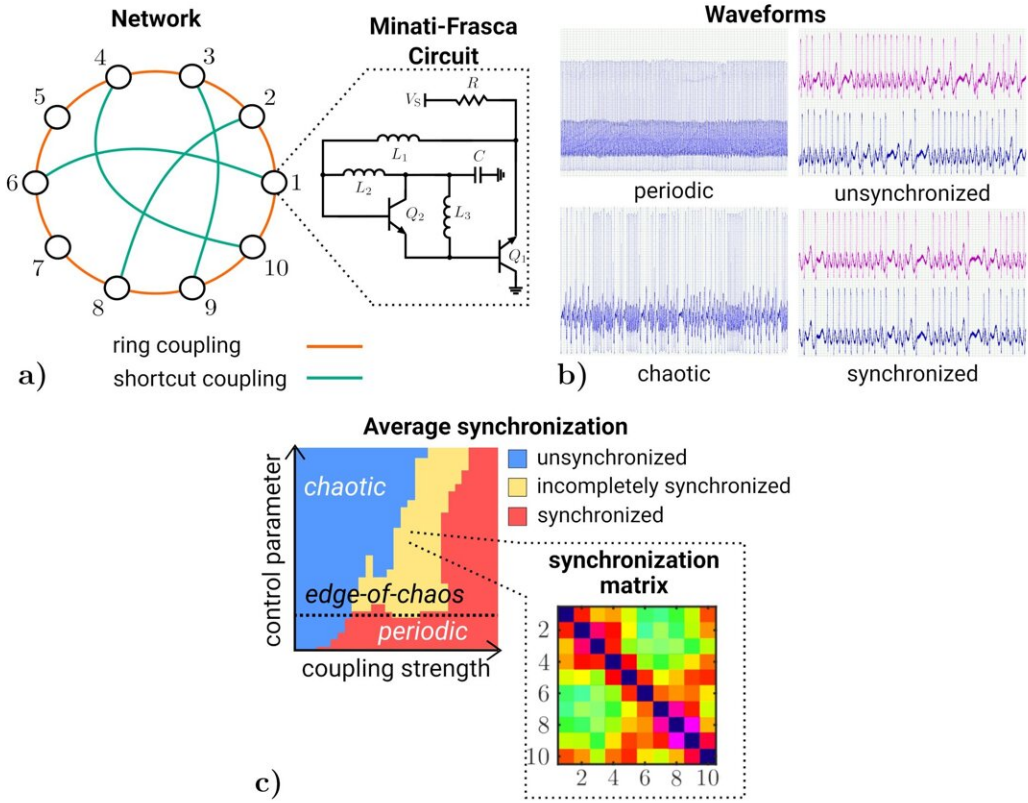 Network
1
2
3
4
5
6
7
8
9
10
ring coupling
shortcut coupling
a)
Minati-Frasca
Circuit
V_S
R
L_1
L_2
C
Q_2
L_3
Q_1
Waveforms
periodic
unsynchronized
chaotic
synchronized
b)
Average synchronization
control parameter
chaotic
edge-of-chaos
periodic
coupling strength
unsynchronized
incompletely synchronized
synchronized
synchronization
matrix
2
4
6
8
10
2 4 6 8 10
c)